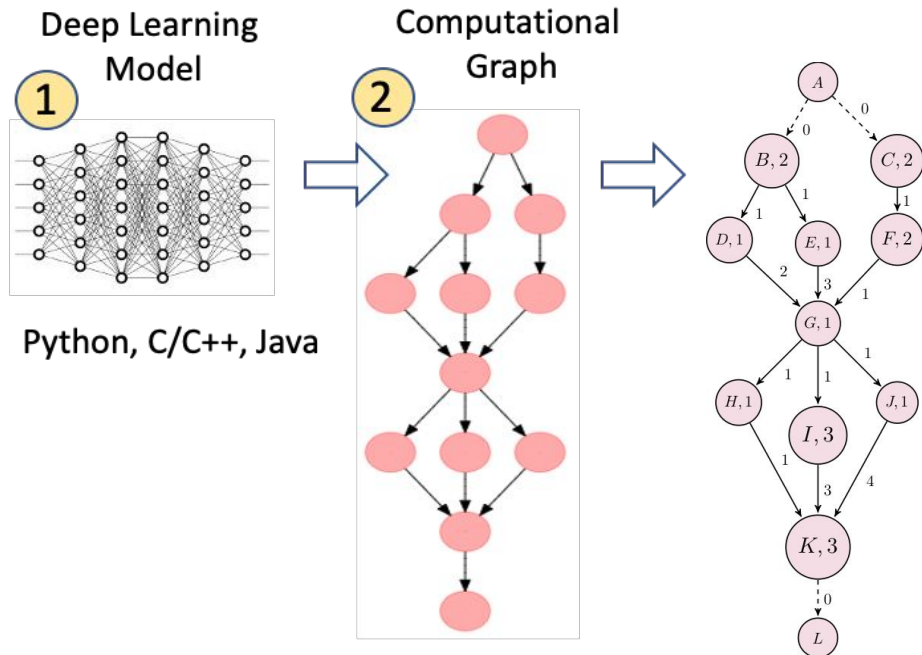 Deep Learning
Model
Computational
Graph
1
2
Python, C/C++, Java
A
0
0
B, 2
C, 2
1
1
1
D, 1
E, 1
F, 2
2
3
1
G, 1
1
1
1
H, 1
J, 1
I, 3
1
3
4
K, 3
0
L